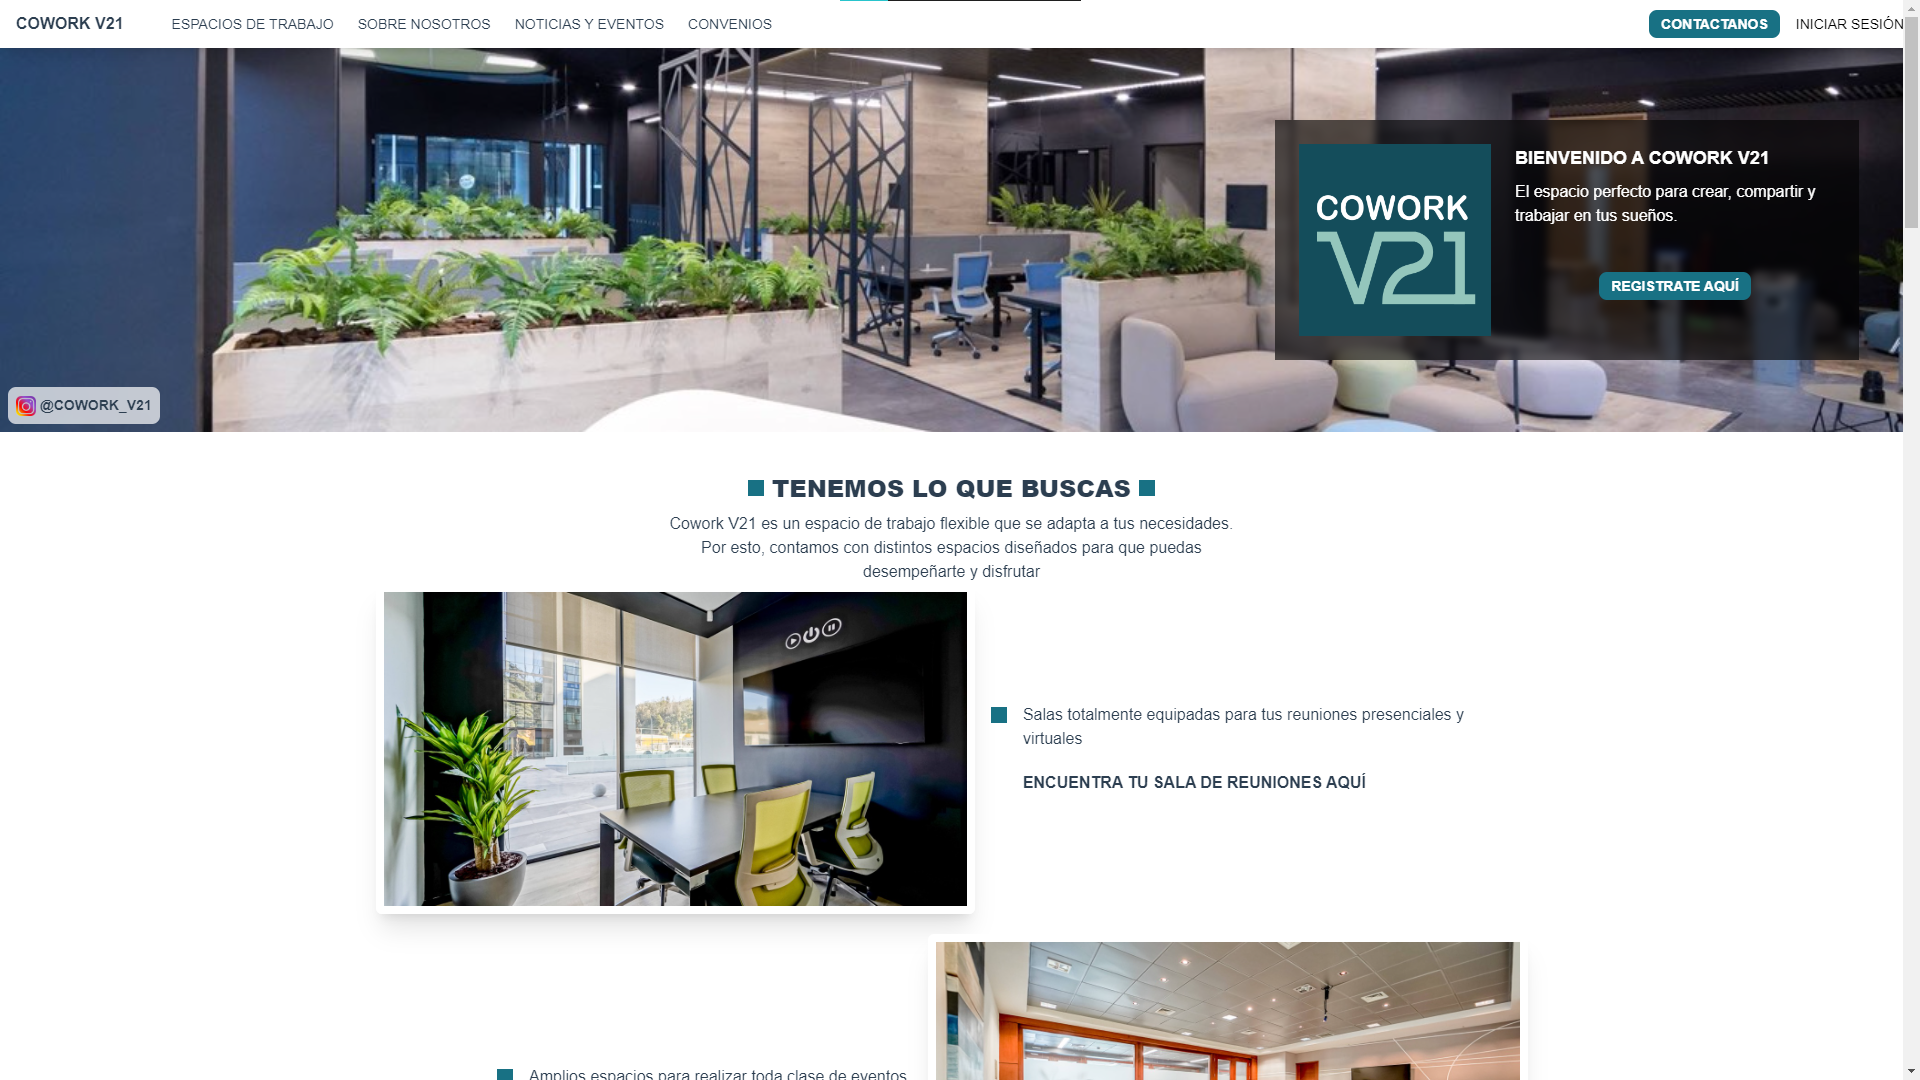 COWORK V21
ESPACIOS DE TRABAJO
SOBRE NOSOTROS
NOTICIAS Y EVENTOS
CONVENIOS
CONTACTANOS
INICIAR SESIÓN
COWORK
V21
BIENVENIDO A COWORK V21
El espacio perfecto para crear, compartir y
trabajar en tus sueños.
REGISTRATE AQUÍ
@COWORK_V21
TENEMOS LO QUE BUSCAS
Cowork V21 es un espacio de trabajo flexible que se adapta a tus necesidades.
Por esto, contamos con distintos espacios diseñados para que puedas
desempeñarte y disfrutar
Salas totalmente equipadas para tus reuniones presenciales y
virtuales
ENCUENTRA TU SALA DE REUNIONES AQUÍ
Amplios espacios para realizar toda clase de eventos